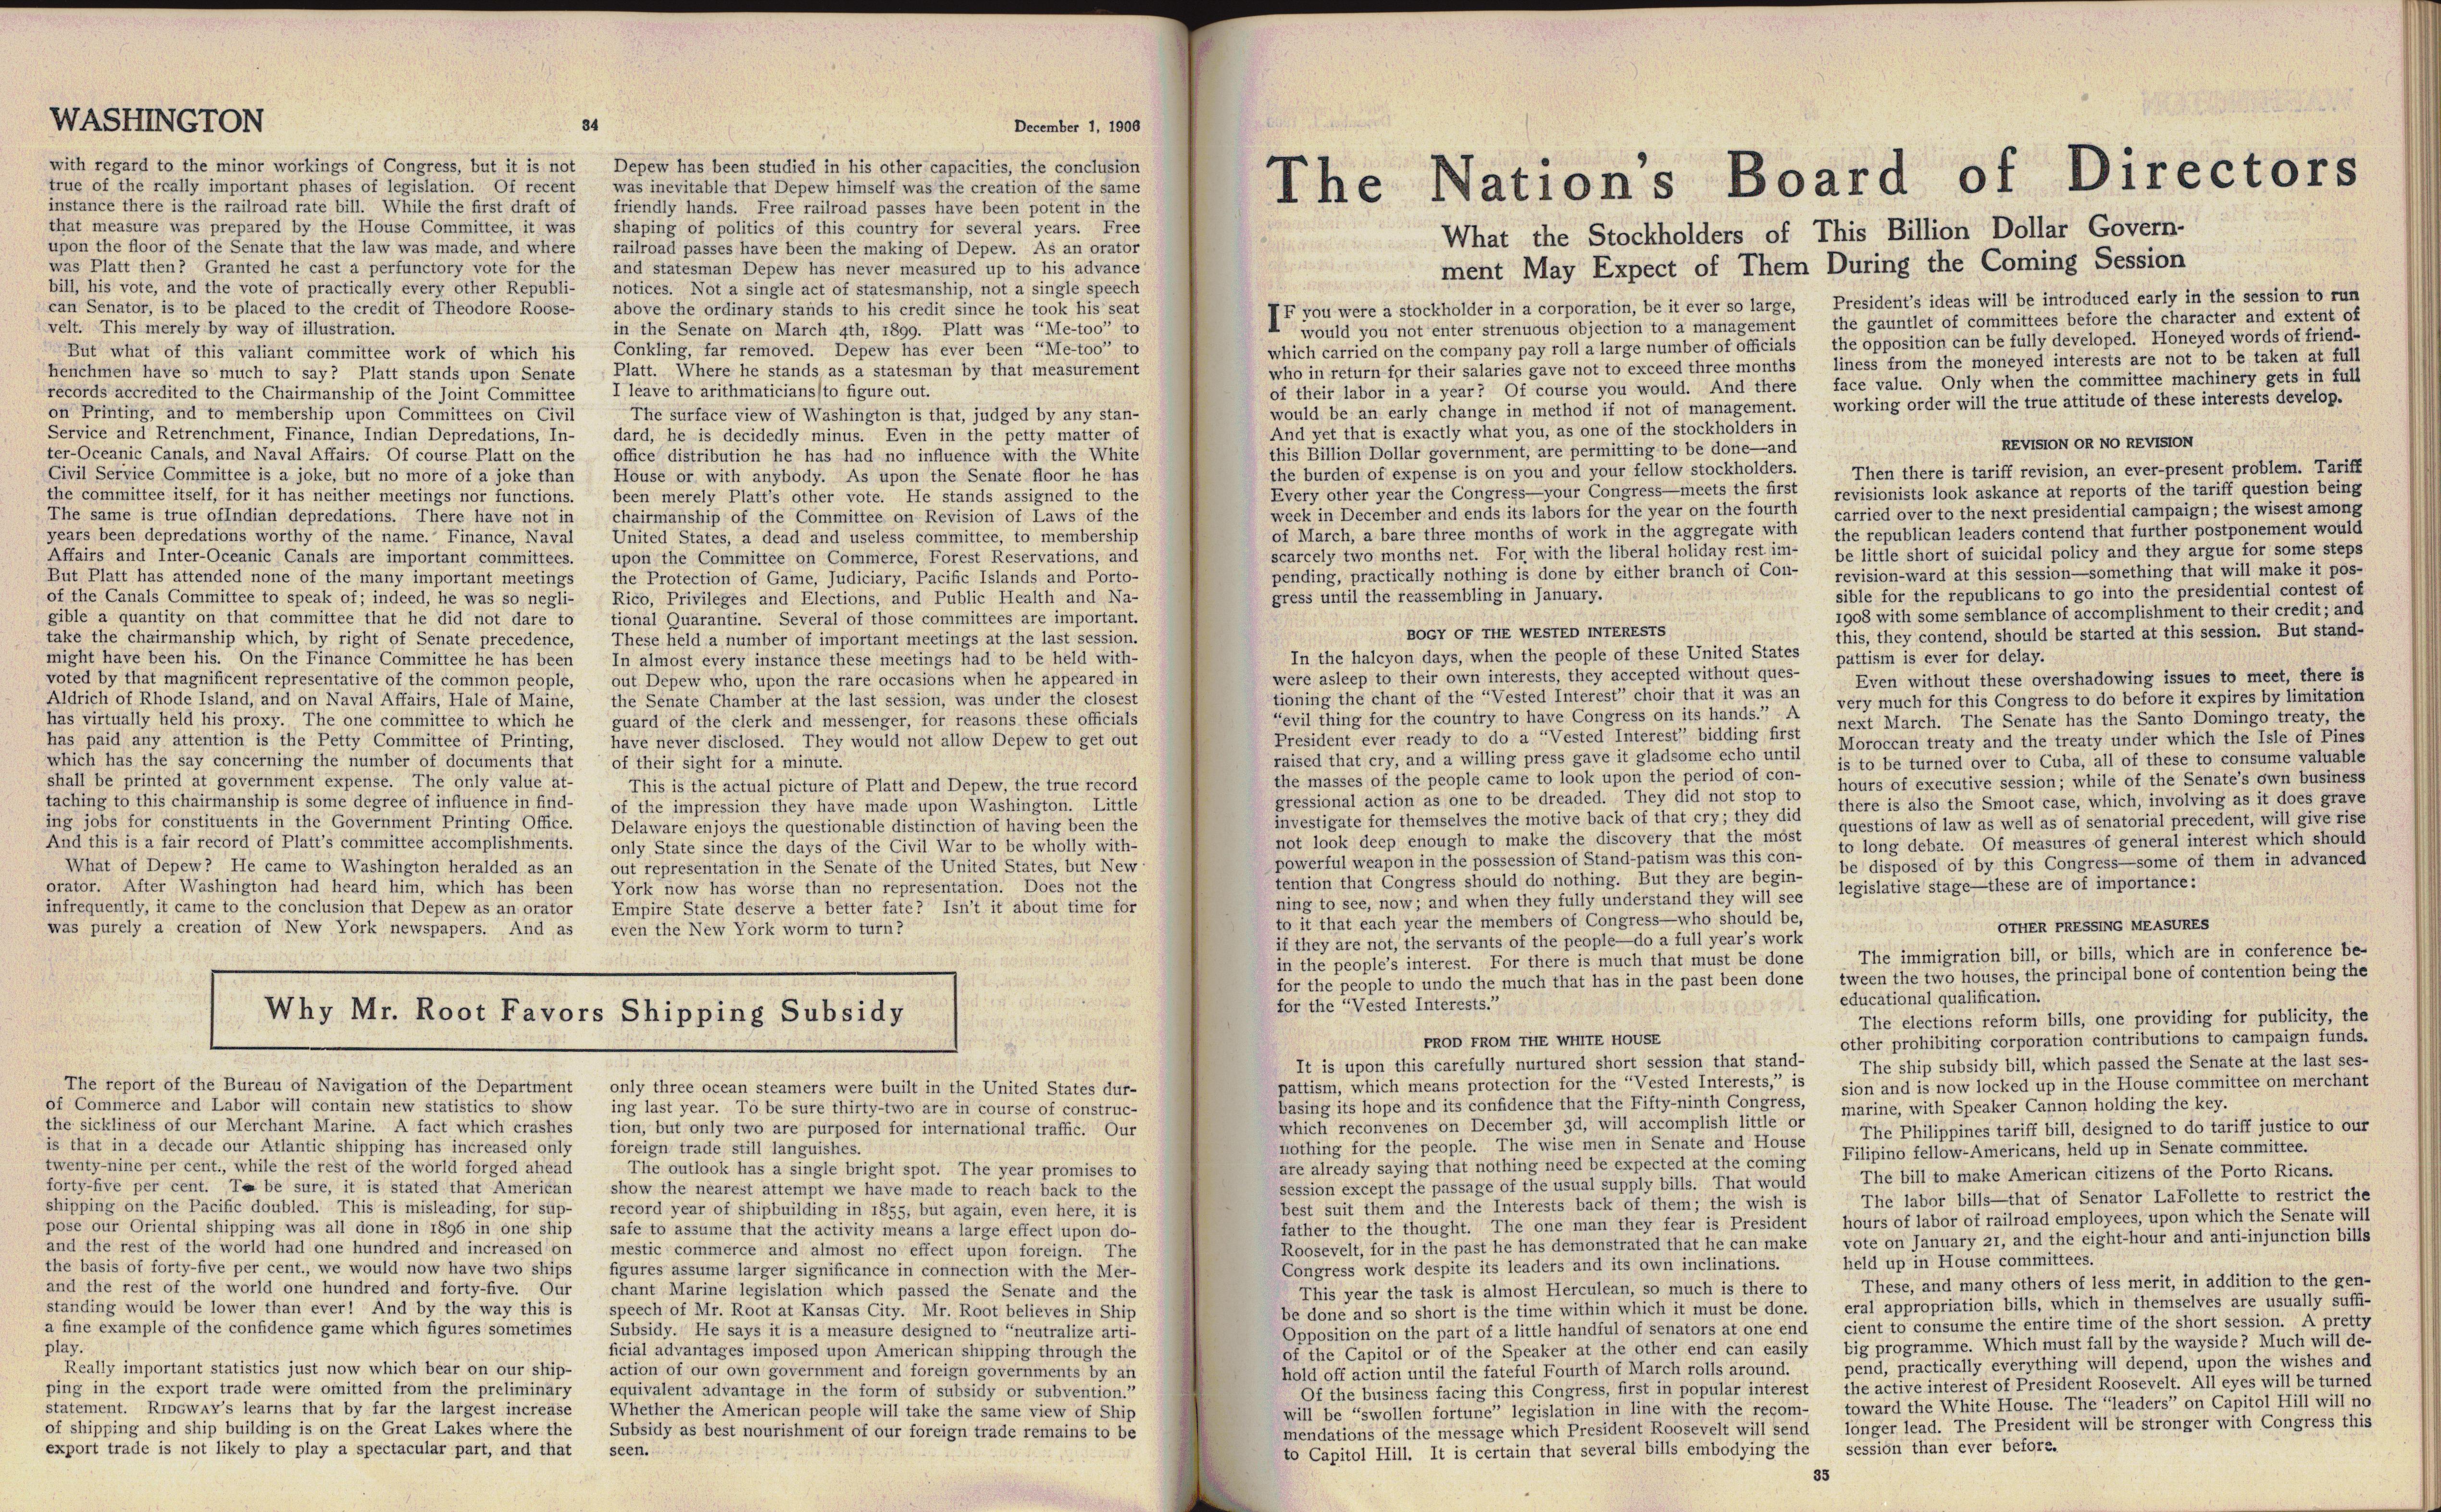 WASHINGTON
34
December 1, 1906
with regard to the minor workings of Congress, but it is not
true of the really important phases of legislation. Of recent
instance there is the railroad rate bill. While the first draft of
that measure was prepared by the House Committee, it was
upon the floor of the Senate that the law was made, and where
was Platt then? Granted he cast a perfunctory vote for the
bill, his vote, and the vote of practically every other Republi-
can Senator, is to be placed to the credit of Theodore Roose-
velt. This merely by way of illustration.
But what of this valiant committee work of which his
henchmen have so much to say? Platt stands upon Senate
records accredited to the Chairmanship of the Joint Committee
on Printing, and to membership upon Committees on Civil
Service and Retrenchment, Finance, Indian Depredations, In-
ter-Oceanic Canals, and Naval Affairs. Of course Platt on the
Civil Service Committee is a joke, but no more of a joke than
the committee itself, for it has neither meetings nor functions.
The same is true ofIndian depredations. There have not in
years been depredations worthy of the name. Finance, Naval
Affairs and Inter-Oceanic Canals are important committees.
But Platt has attended none of the many important meetings
of the Canals Committee to speak of; indeed, he was so negli-
gible a quantity on that committee that he did not dare to
take the chairmanship which, by right of Senate precedence,
might have been his. On the Finance Committee he has been
voted by that magnificent representative of the common people,
Aldrich of Rhode Island, and on Naval Affairs, Hale of Maine,
has virtually held his proxy. The one committee to which he
has paid any attention is the Petty Committee of Printing,
which has the say concerning the number of documents that
shall be printed at government expense. The only value at-
taching to this chairmanship is some degree of influence in find-
ing jobs for constituents in the Government Printing Office.
And this is a fair record of Platt's committee accomplishments.
What of Depew? He came to Washington heralded as an
orator. After Washington had heard him, which has been
infrequently, it came to the conclusion that Depew as an orator
was purely a creation of New York newspapers. And as
Depew has been studied in his other capacities, the conclusion
was inevitable that Depew himself was the creation of the same
friendly hands. Free railroad passes have been potent in the
shaping of politics of this country for several years. Free
railroad passes have been the making of Depew. As an orator
and statesman Depew has never measured up to his advance
notices. Not a single act of statesmanship, not a single speech
above the ordinary stands to his credit since he took his seat
in the Senate on March 4th, 1899. Platt was "Me-too" to
Conkling, far removed. Depew has ever been "Me-too" to
Platt. Where he stands as a statesman by that measurement
I leave to arithmaticians to figure out.
The surface view of Washington is that, judged by any stan-
dard, he is decidedly minus. Even in the petty matter of
office distribution he has had no influence with the White
House or with anybody. As upon the Senate floor he has
been merely Platt's other vote. He stands assigned to the
chairmanship of the Committee on Revision of Laws of the
United States, a dead and useless committee, to membership
upon the Committee on Commerce, Forest Reservations, and
the Protection of Game, Judiciary, Pacific Islands and Porto-
Rico, Privileges and Elections, and Public Health and Na-
tional Quarantine. Several of those committees are important.
These held a number of important meetings at the last session.
In almost every instance these meetings had to be held with-
out Depew who, upon the rare occasions when he appeared in
the Senate Chamber at the last session, was under the closest
guard of the clerk and messenger, for reasons these officials
have never disclosed. They would not allow Depew to get out
of their sight for a minute.
This is the actual picture of Platt and Depew, the true record
of the impression they have made upon Washington. Little
Delaware enjoys the questionable distinction of having been the
only State since the days of the Civil War to be wholly with-
out representation in the Senate of the United States, but New
York now has worse than no representation. Does not the
Empire State deserve a better fate? Isn't it about time for
even the New York worm to turn?
Why Mr. Root Favors Shipping Subsidy
The report of the Bureau of Navigation of the Department
of Commerce and Labor will contain new statistics to show
the sickliness of our Merchant Marine. A fact which crashes
is that in a decade our Atlantic shipping has increased only
twenty-nine per cent., while the rest of the world forged ahead
forty-five per cent. To be sure, it is stated that American
shipping on the Pacific doubled. This is misleading, for sup-
pose our Oriental shipping was all done in 1896 in one ship
and the rest of the world had one hundred and increased on
the basis of forty-five per cent., we would now have two ships
and the rest of the world one hundred and forty-five. Our
standing would be lower than ever! And by the way this is
a fine example of the confidence game which figures sometimes
play.
Really important statistics just now which bear on our ship-
ping in the export trade were omitted from the preliminary
statement. RIDGWAY'S learns that by far the largest increase
of shipping and ship building is on the Great Lakes where the
export trade is not likely to play a spectacular part, and that
only three ocean steamers were built in the United States dur-
ing last year. To be sure thirty-two are in course of construc-
tion, but only two are purposed for international traffic. Our
foreign trade still languishes.
The outlook has a single bright spot. The year promises to
show the nearest attempt we have made to reach back to the
record year of shipbuilding in 1855, but again, even here, it is
safe to assume that the activity means a large effect upon do-
mestic commerce and almost no effect upon foreign. The
figures assume larger significance in connection with the Mer-
chant Marine legislation which passed the Senate and the
speech of Mr. Root at Kansas City. Mr. Root believes in Ship
Subsidy. He says it is a measure designed to "neutralize arti-
ficial advantages imposed upon American shipping through the
action of our own government and foreign governments by an
equivalent advantage in the form of subsidy or subvention."
Whether the American people will take the same view of Ship
Subsidy as best nourishment of our foreign trade remains to be
seen.
The Nation's Board of Directors
What the Stockholders of This Billion Dollar Govern-
ment May Expect of Them During the Coming Session
IF you were a stockholder in a corporation, be it ever so large,
would you not enter strenuous objection to a management
which carried on the company pay roll a large number of officials
who in return for their salaries gave not to exceed three months
of their labor in a year? Of course you would. And there
would be an early change in method if not of management.
And yet that is exactly what you, as one of the stockholders in
this Billion Dollar government, are permitting to be done—and
the burden of expense is on you and your fellow stockholders.
Every other year the Congress—your Congress—meets the first
week in December and ends its labors for the year on the fourth
of March, a bare three months of work in the aggregate with
scarcely two months net. For with the liberal holiday rest im-
pending, practically nothing is done by either branch of Con-
gress until the reassembling in January.
BOGY OF THE WESTED INTERESTS
In the halcyon days, when the people of these United States
were asleep to their own interests, they accepted without ques-
tioning the chant of the "Vested Interest" choir that it was an
"evil thing for the country to have Congress on its hands." A
President ever ready to do a "Vested Interest" bidding first
raised that cry, and a willing press gave it gladsome echo until
the masses of the people came to look upon the period of con-
gressional action as one to be dreaded. They did not stop to
investigate for themselves the motive back of that cry; they did
not look deep enough to make the discovery that the most
powerful weapon in the possession of Stand-patism was this con-
tention that Congress should do nothing. But they are begin-
ning to see, now; and when they fully understand they will see
to it that each year the members of Congress—who should be,
if they are not, the servants of the people—do a full year's work
in the people's interest. For there is much that must be done
for the people to undo the much that has in the past been done
for the "Vested Interests."
PROD FROM THE WHITE HOUSE
It is upon this carefully nurtured short session that stand-
pattism, which means protection for the "Vested Interests," is
basing its hope and its confidence that the Fifty-ninth Congress,
which reconvenes on December 3d, will accomplish little or
nothing for the people. The wise men in Senate and House
are already saying that nothing need be expected at the coming
session except the passage of the usual supply bills. That would
best suit them and the Interests back of them; the wish is
father to the thought. The one man they fear is President
Roosevelt, for in the past he has demonstrated that he can make
Congress work despite its leaders and its own inclinations.
This year the task is almost Herculean, so much is there to
be done and so short is the time within which it must be done.
Opposition on the part of a little handful of senators at one end
of the Capitol or of the Speaker at the other end can easily
hold off action until the fateful Fourth of March rolls around.
Of the business facing this Congress, first in popular interest
will be "swollen fortune" legislation in line with the recom-
mendations of the message which President Roosevelt will send
to Capitol Hill. It is certain that several bills embodying the
President's ideas will be introduced early in the session to run
the gauntlet of committees before the character and extent of
the opposition can be fully developed. Honeyed words of friend-
liness from the moneyed interests are not to be taken at full
face value. Only when the committee machinery gets in full
working order will the true attitude of these interests develop.
REVISION OR NO REVISION
Then there is tariff revision, an ever-present problem. Tariff
revisionists look askance at reports of the tariff question being
carried over to the next presidential campaign; the wisest among
the republican leaders contend that further postponement would
be little short of suicidal policy and they argue for some steps
revision-ward at this session—something that will make it pos-
sible for the republicans to go into the presidential contest of
1908 with some semblance of accomplishment to their credit; and
this, they contend, should be started at this session. But stand-
pattism is ever for delay.
Even without these overshadowing issues to meet, there is
very much for this Congress to do before it expires by limitation
next March. The Senate has the Santo Domingo treaty, the
Moroccan treaty and the treaty under which the Isle of Pines
is to be turned over to Cuba, all of these to consume valuable
hours of executive session; while of the Senate's own business
there is also the Smoot case, which, involving as it does grave
questions of law as well as of senatorial precedent, will give rise
to long debate. Of measures of general interest which should
be disposed of by this Congress—some of them in advanced
legislative stage—these are of importance:
OTHER PRESSING MEASURES
The immigration bill, or bills, which are in conference be-
tween the two houses, the principal bone of contention being the
educational qualification.
The elections reform bills, one providing for publicity, the
other prohibiting corporation contributions to campaign funds.
The ship subsidy bill, which passed the Senate at the last ses-
sion and is now locked up in the House committee on merchant
marine, with Speaker Cannon holding the key.
The Philippines tariff bill, designed to do tariff justice to our
Filipino fellow-Americans, held up in Senate committee.
The bill to make American citizens of the Porto Ricans.
The labor bills—that of Senator LaFollette to restrict the
hours of labor of railroad employees, upon which the Senate will
vote on January 21, and the eight-hour and anti-injunction bills
held up in House committees.
These, and many others of less merit, in addition to the gen-
eral appropriation bills, which in themselves are usually suffi-
cient to consume the entire time of the short session. A pretty
big programme. Which must fall by the wayside? Much will de-
pend, practically everything will depend, upon the wishes and
the active interest of President Roosevelt. All eyes will be turned
toward the White House. The "leaders" on Capitol Hill will no
longer lead. The President will be stronger with Congress this
session than ever before.
35